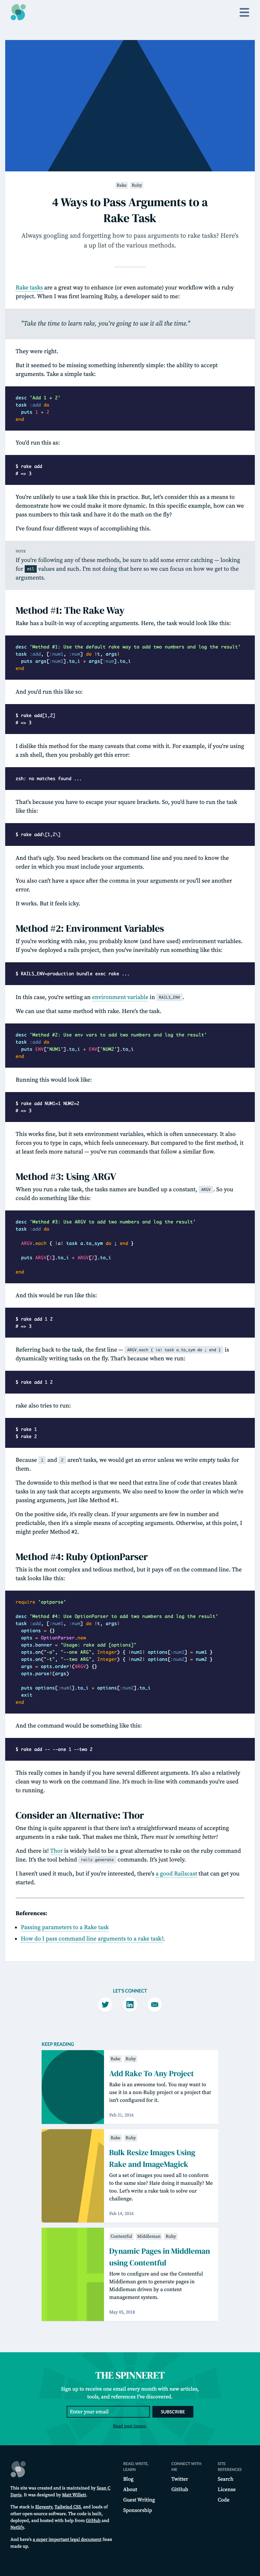 Rake Ruby
4 Ways to Pass Arguments to a
Rake Task
Always googling and forgetting how to pass arguments to rake tasks? Here's
a up list of the various methods.
Rake tasks are a great way to enhance (or even automate) your workflow with a ruby
project. When I was first learning Ruby, a developer said to me:
"Take the time to learn rake, you're going to use it all the time."
They were right.
But it seemed to be missing something inherently simple: the ability to accept
arguments. Take a simple task:
desc 'Add 1 + 2'
task :add do
puts 1 + 2
end
You'd run this as:
$ rake add
# => 3
You're unlikely to use a task like this in practice. But, let's consider this as a means to
demonstrate how we could make it more dynamic. In this specific example, how can we
pass numbers to this task and have it do the math on the fly?
I've found four different ways of accomplishing this.
NOTE
If you're following any of these methods, be sure to add some error catching — looking
for nil values and such. I'm not doing that here so we can focus on how we get to the
arguments.
Method #1: The Rake Way
Rake has a built-in way of accepting arguments. Here, the task would look like this:
desc 'Method #1: Use the default rake way to add two numbers and log the result'
task :add, [:num1, :num] do |t, args|
puts args[:num1].to_i + args[:num].to_i
end
And you'd run this like so:
$ rake add[1,2]
# => 3
I dislike this method for the many caveats that come with it. For example, if you're using
a zsh shell, then you probably get this error:
zsh: no matches found ...
That's because you have to escape your square brackets. So, you'd have to run the task
like this:
$ rake add\[1,2\]
And that's ugly. You need brackets on the command line and you need to know the
order in which you must include your arguments.
You also can't have a space after the comma in your arguments or you'll see another
error.
It works. But it feels icky.
Method #2: Environment Variables
If you're working with rake, you probably know (and have used) environment variables.
If you've deployed a rails project, then you've inevitably run something like this:
$ RAILS_ENV=production bundle exec rake ...
In this case, you're setting an environment variable in RAILS_ENV .
We can use that same method with rake. Here's the task.
desc 'Method #2: Use env vars to add two numbers and log the result'
task :add do
puts ENV['NUM1'].to_i + ENV['NUM2'].to_i
end
Running this would look like:
$ rake add NUM1=1 NUM2=2
# => 3
This works fine, but it sets environment variables, which is often unnecessary. It also
forces you to type in caps, which feels unnecessary. But compared to the first method, it
at least feels more natural — you've run commands that follow a similar flow.
Method #3: Using ARGV
When you run a rake task, the tasks names are bundled up a constant, ARGV . So you
could do something like this:
desc 'Method #3: Use ARGV to add two numbers and log the result'
task :add do
ARGV.each { |a| task a.to_sym do ; end }
puts ARGV[1].to_i + ARGV[2].to_i
end
And this would be run like this:
$ rake add 1 2
# => 3
Referring back to the task, the first line — ARGV.each { |a| task a.to_sym do ; end } is
dynamically writing tasks on the fly. That's because when we run:
$ rake add 1 2
rake also tries to run:
$ rake 1
$ rake 2
Because 1 and 2 aren't tasks, we would get an error unless we write empty tasks for
them.
The downside to this method is that we need that extra line of code that creates blank
tasks in any task that accepts arguments. We also need to know the order in which we're
passing arguments, just like Method #1.
On the positive side, it's really clean. If your arguments are few in number and
predictable, then it's a simple means of accepting arguments. Otherwise, at this point, I
might prefer Method #2.
Method #4: Ruby OptionParser
This is the most complex and tedious method, but it pays off on the command line. The
task looks like this:
require 'optparse'
desc 'Method #4: Use OptionParser to add two numbers and log the result'
task :add, [:num1, :num] do |t, args|
options = {}
opts = OptionParser.new
opts.banner = "Usage: rake add [options]"
opts.on("-o", "--one ARG", Integer) { |num1| options[:num1] = num1 }
opts.on("-t", "--two ARG", Integer) { |num2| options[:num2] = num2 }
args = opts.order!(ARGV) {}
opts.parse!(args)
puts options[:num1].to_i + options[:num2].to_i
exit
end
And the command would be something like this:
$ rake add -- --one 1 --two 2
This really comes in handy if you have several different arguments. It's also a relatively
clean way to work on the command line. It's much in-line with commands you're used
to running.
Consider an Alternative: Thor
One thing is quite apparent is that there isn't a straightforward means of accepting
arguments in a rake task. That makes me think, There must be something better!
And there is! Thor is widely held to be a great alternative to rake on the ruby command
line. It's the tool behind rails generate commands. It's just lovely.
I haven't used it much, but if you're interested, there's a good Railscast that can get you
started.
References:
Passing parameters to a Rake task
How do I pass command line arguments to a rake task?.
LET'S CONNECT
KEEP READING
Rake Ruby
Add Rake To Any Project
Rake is an awesome tool. You may want to
use it in a non-Ruby project or a project that
isn't configured for it.
Feb 21, 2016
Rake Ruby
Bulk Resize Images Using
Rake and ImageMagick
Got a set of images you need all to conform
to the same size? Hate doing it manually? Me
too. Let's write a rake task to solve our
challenge.
Feb 14, 2016
Contentful Middleman Ruby
Dynamic Pages in Middleman
using Contentful
How to configure and use the Contentful
Middleman gem to generate pages in
Middleman driven by a content
management system.
May 05, 2018
THE SPINNERET
Sign up to receive one email every month with new articles,
tools, and references I've discovered.
Enter your email
SUBSCRIBE
Read past issues.
This site was created and is maintained by Sean C
Davis. It was designed by Matt Willett.
The stack is Eleventy, Tailwind CSS, and loads of
other open-source software. The code is built,
deployed, and hosted with help from GitHub and
Netlify.
And here's a super important legal document Sean
made up.
READ, WRITE,
LEARN
Blog
About
Guest Writing
Sponsorship
CONNECT WITH
ME
Twitter
GitHub
SITE
REFERENCES
Search
License
Code